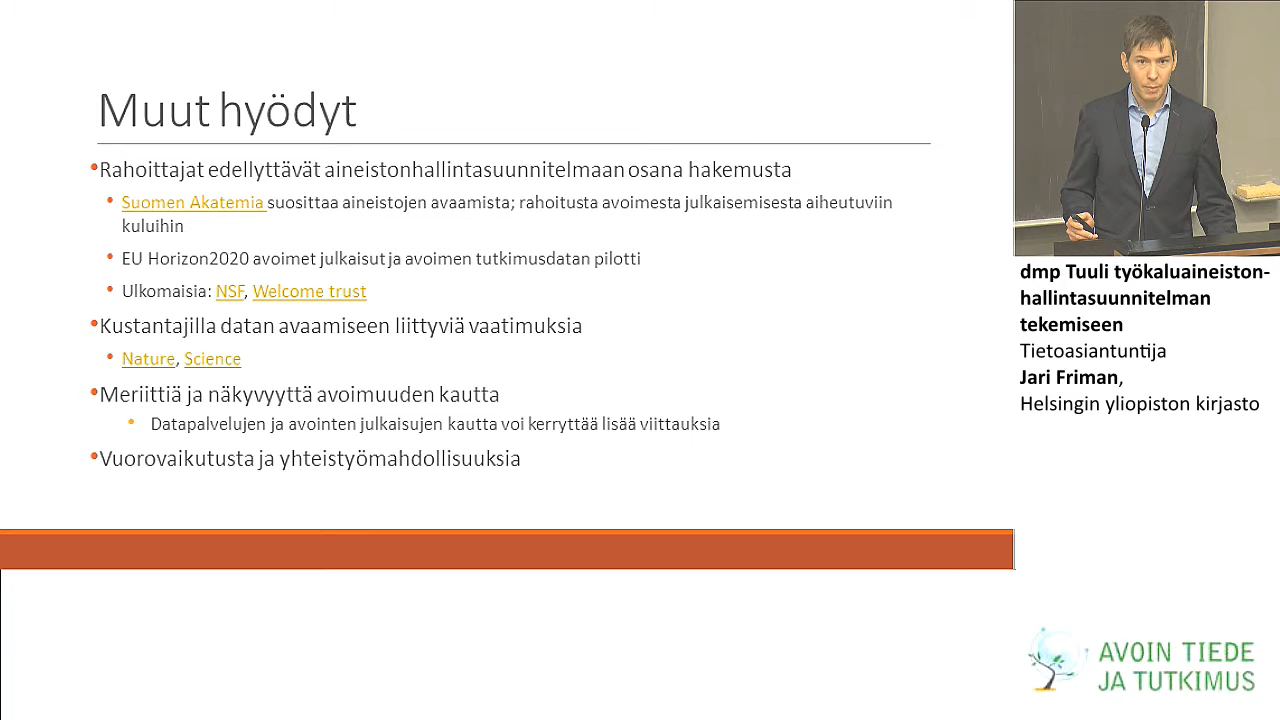 Muut hyödyt
Rahoittajat edellyttävät aineistonhallintasuunnitelmaan osana hakemusta
Suomen Akatemia suosittaa aineistojen avaamista; rahoitusta avoimesta julkaisemisesta aiheutuviin
kuluihin
EU Horizon2020 avoimet julkaisut ja avoimen tutkimusdatan pilotti
Ulkomaisia: NSF, Welcome trust
Kustantajilla datan avaamiseen liittyviä vaatimuksia
Nature, Science
Meriittiä ja näkyvyyttä avoimuuden kautta
Datapalvelujen ja avointen julkaisujen kautta voi kerryttää lisää viittauksia
Vuorovaikutusta ja yhteistyömahdollisuuksia
dmp Tuuli työkaluaineiston-
hallintasuunnitelman
tekemiseen
Tietoasiantuntija
Jari Friman,
Helsingin yliopiston kirjasto
AVOIN TIEDE
JA TUTKIMUS